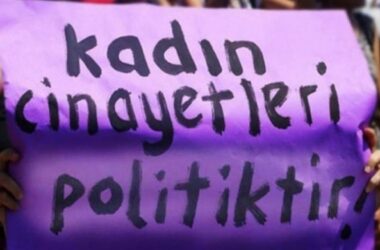 kadın
cinayetleri
politiktir!